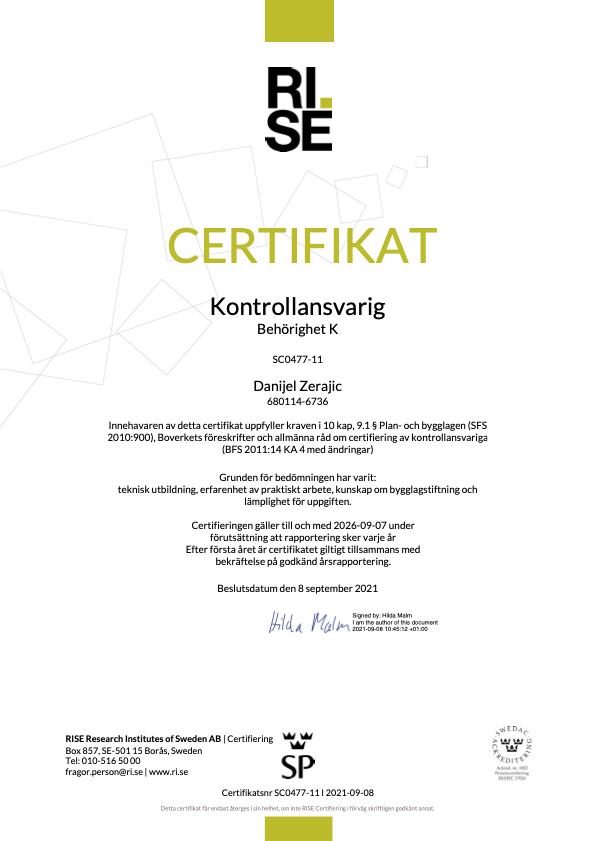 RI.
SE
CERTIFIKAT
Kontrollansvarig
Behörighet K
SC0477-11
Danijel Zerajic
680114-6736
Innehavaren av detta certifikat uppfyller kraven i 10 kap, 9.1 § Plan- och bygglagen (SFS
2010:900), Boverkets föreskrifter och allmänna råd om certifiering av kontrollansvariga
(BFS 2011:14 KA 4 med ändringar)
Grunden för bedömningen har varit:
teknisk utbildning, erfarenhet av praktiskt arbete, kunskap om bygglagstiftning och
lämplighet för uppgiften.
Certifieringen gäller till och med 2026-09-07 under
förutsättning att rapportering sker varje år
Efter första året är certifikatet giltigt tillsammans med
bekräftelse på godkänd årsrapportering.
Beslutsdatum den 8 september 2021
Hilda Malm
Signed by: Hilda Malm
I am the author of this document
2021-09-08 10:45:12 +01:00
RISE Research Institutes of Sweden AB | Certifiering
Box 857, SE-501 15 Borås, Sweden
Tel: 010-516 50 00
fragor.person@ri.se | www.ri.se
SP
SWEDAC
ACKREDITERING
Ackred. nr. 1002
Personcertifiering
ISO/IEC 17024
Certifikatsnr SC0477-11 I 2021-09-08
Detta certifikat får endast återges i sin helhet, om inte RISE Certifiering i förväg skriftligen godkänt annat.